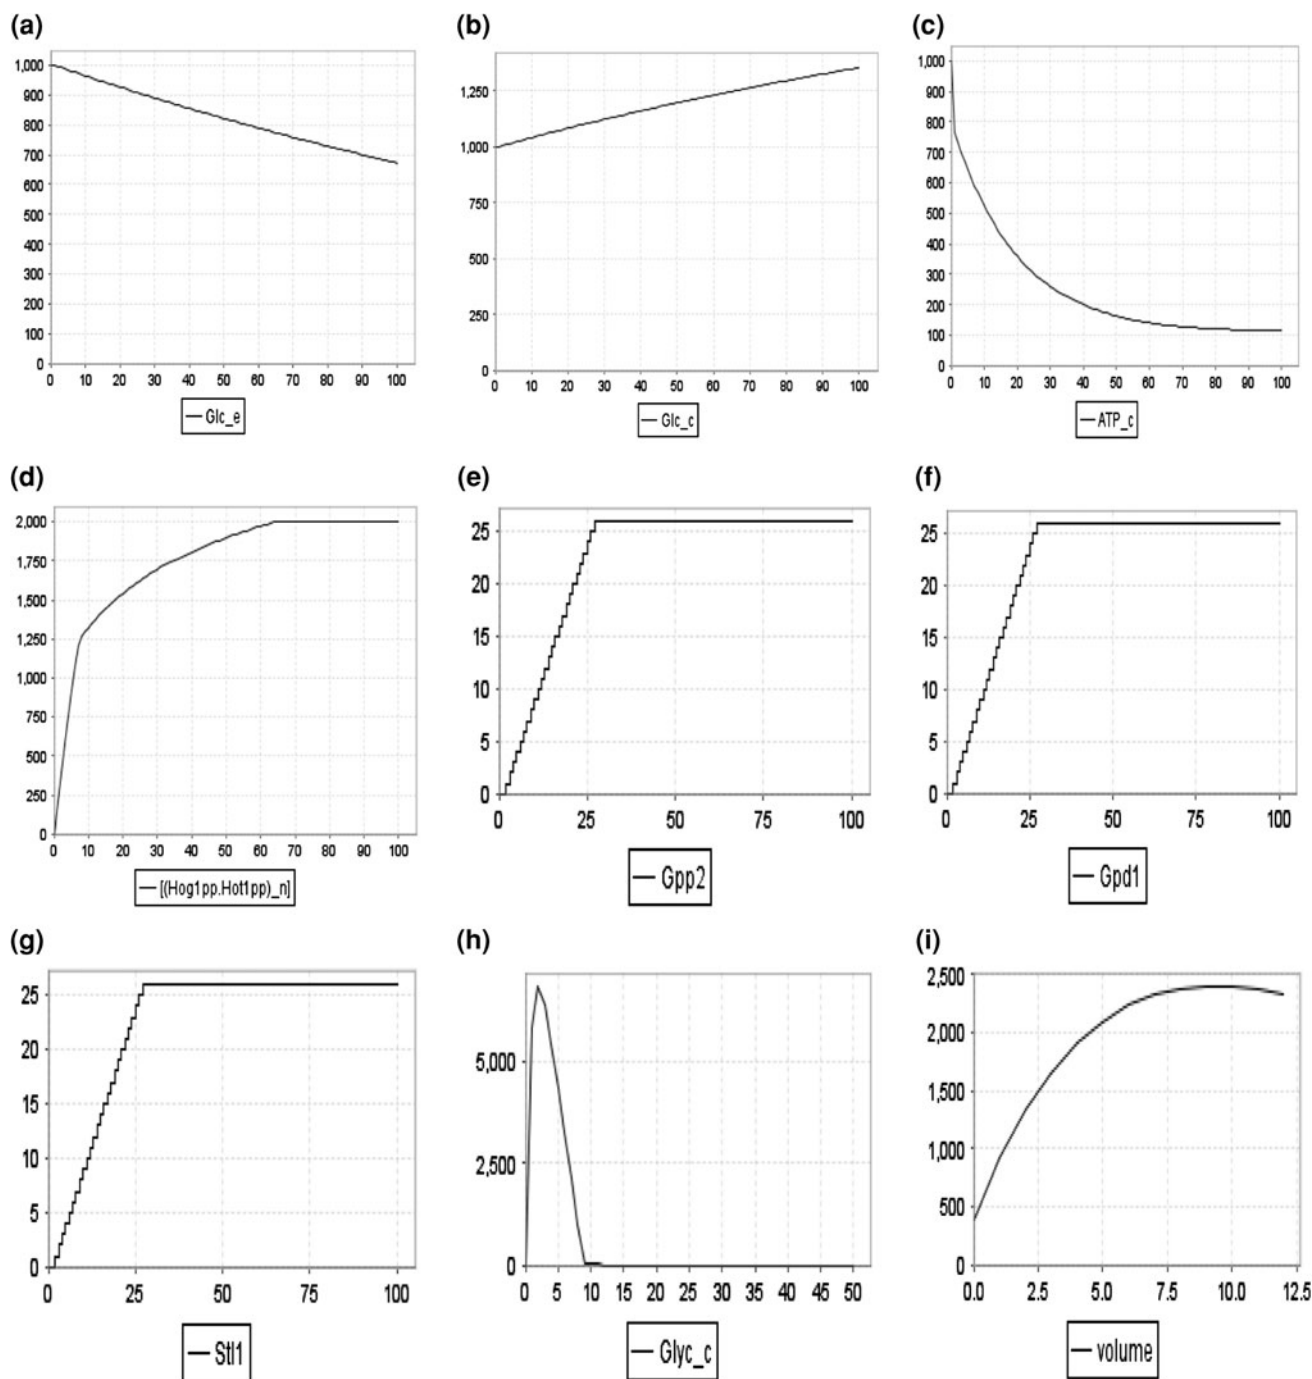 (a)
1,000
900
800
700
600
500
400
300
200
100
0
0 10 20 30 40 50 60 70 80 90 100
Glc_e
(b)
1,250
1,000
750
500
250
0
0 10 20 30 40 50 60 70 80 90 100
Glc_c
(c)
1,000
900
800
700
600
500
400
300
200
100
0
0 10 20 30 40 50 60 70 80 90 100
ATP_c
(d)
2,000
1,750
1,500
1,250
1,000
750
500
250
0
0 10 20 30 40 50 60 70 80 90 100
[(Hog1pp.Hot1pp)_n]
(e)
25
20
15
10
5
0
0 25 50 75 100
Gpp2
(f)
25
20
15
10
5
0
0 25 50 75 100
Gpd1
(g)
25
20
15
10
5
0
0 25 50 75 100
Stl1
(h)
5,000
2,500
0
0 5 10 15 20 25 30 35 40 45 50
Glyc_c
(i)
2,500
2,000
1,500
1,000
500
0
0.0 2.5 5.0 7.5 10.0 12.5
volume